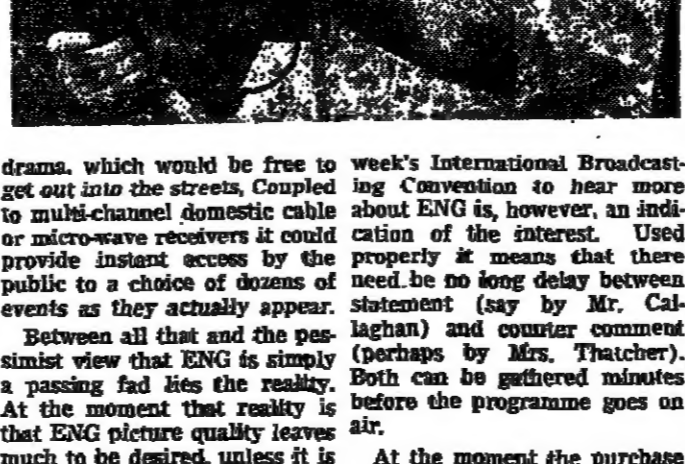 drama. which would be free to
get out into the streets, Coupled
to multi-channel domestic cable
or micro-wave receivers it could
provide instant access by the
public to a choice of dozens of
events as they actually appear.
Between all that and the pes-
simist view that ENG is simply
a passing fad lies the reality.
At the moment that reality is
that ENG picture quality leaves
much to be desired, unless it is
week's International Broadcast-
ing Convention to hear more
about ENG is, however, an indi-
cation of the interest. Used
properly it means that there
need be no long delay between
statement (say by Mr. Cal-
laghan) and counter comment
(perhaps by Mrs. Thatcher).
Both can be gathered minutes
before the programme goes on
air.
At the moment the purchase